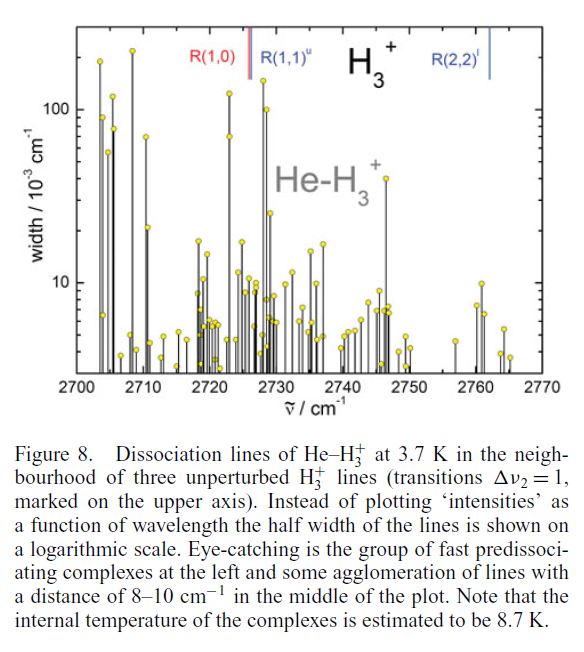 R(1,0) R(1,1)ᵘ H₃⁺ R(2,2)ˡ
100
He-H₃⁺
10
width / 10⁻³ cm⁻¹
2700 2710 2720 2730 2740 2750 2760 2770
ν̃ / cm⁻¹
Figure 8. Dissociation lines of He–H₃⁺ at 3.7 K in the neigh-
bourhood of three unperturbed H₃⁺ lines (transitions Δν₂ = 1,
marked on the upper axis). Instead of plotting ‘intensities’ as
a function of wavelength the half width of the lines is shown on
a logarithmic scale. Eye-catching is the group of fast predissoci-
ating complexes at the left and some agglomeration of lines with
a distance of 8–10 cm⁻¹ in the middle of the plot. Note that the
internal temperature of the complexes is estimated to be 8.7 K.